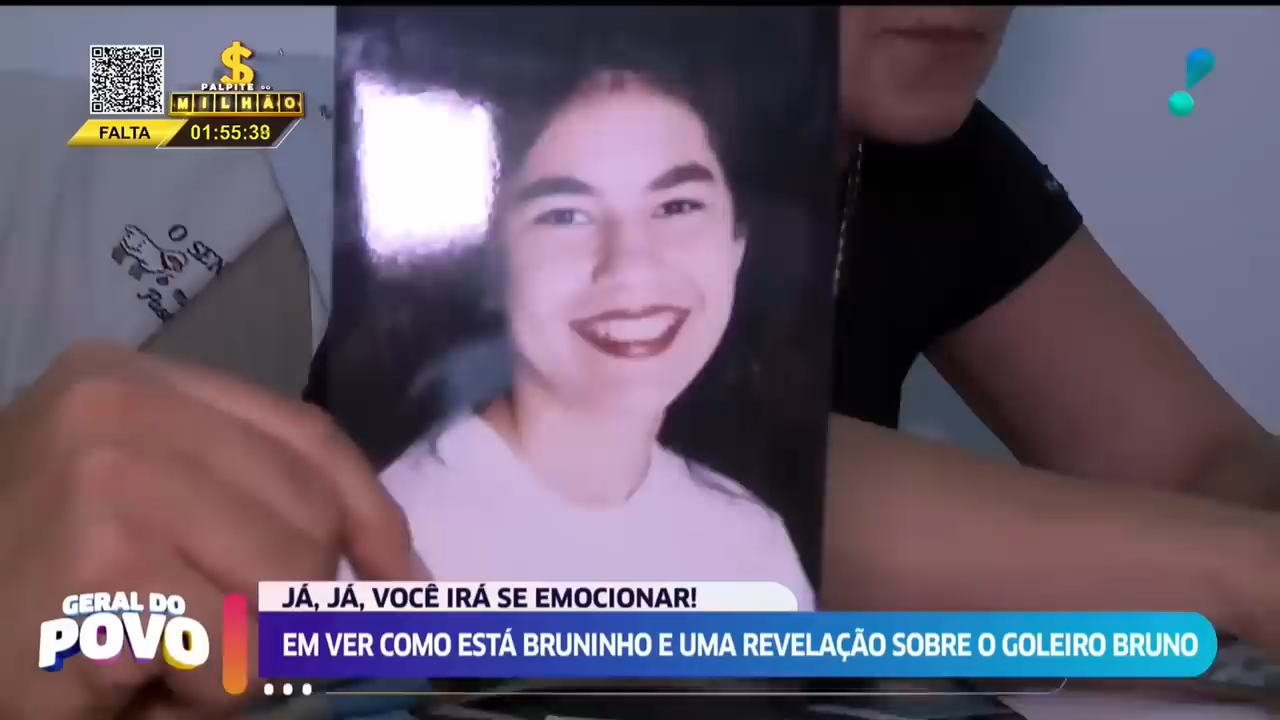 PALPITE DO
MILHÃO
FALTA 01:55:38
O SEN
GERAL DO
POVO
JÁ, JÁ, VOCÊ IRÁ SE EMOCIONAR!
EM VER COMO ESTÁ BRUNINHO E UMA REVELAÇÃO SOBRE O GOLEIRO BRUNO